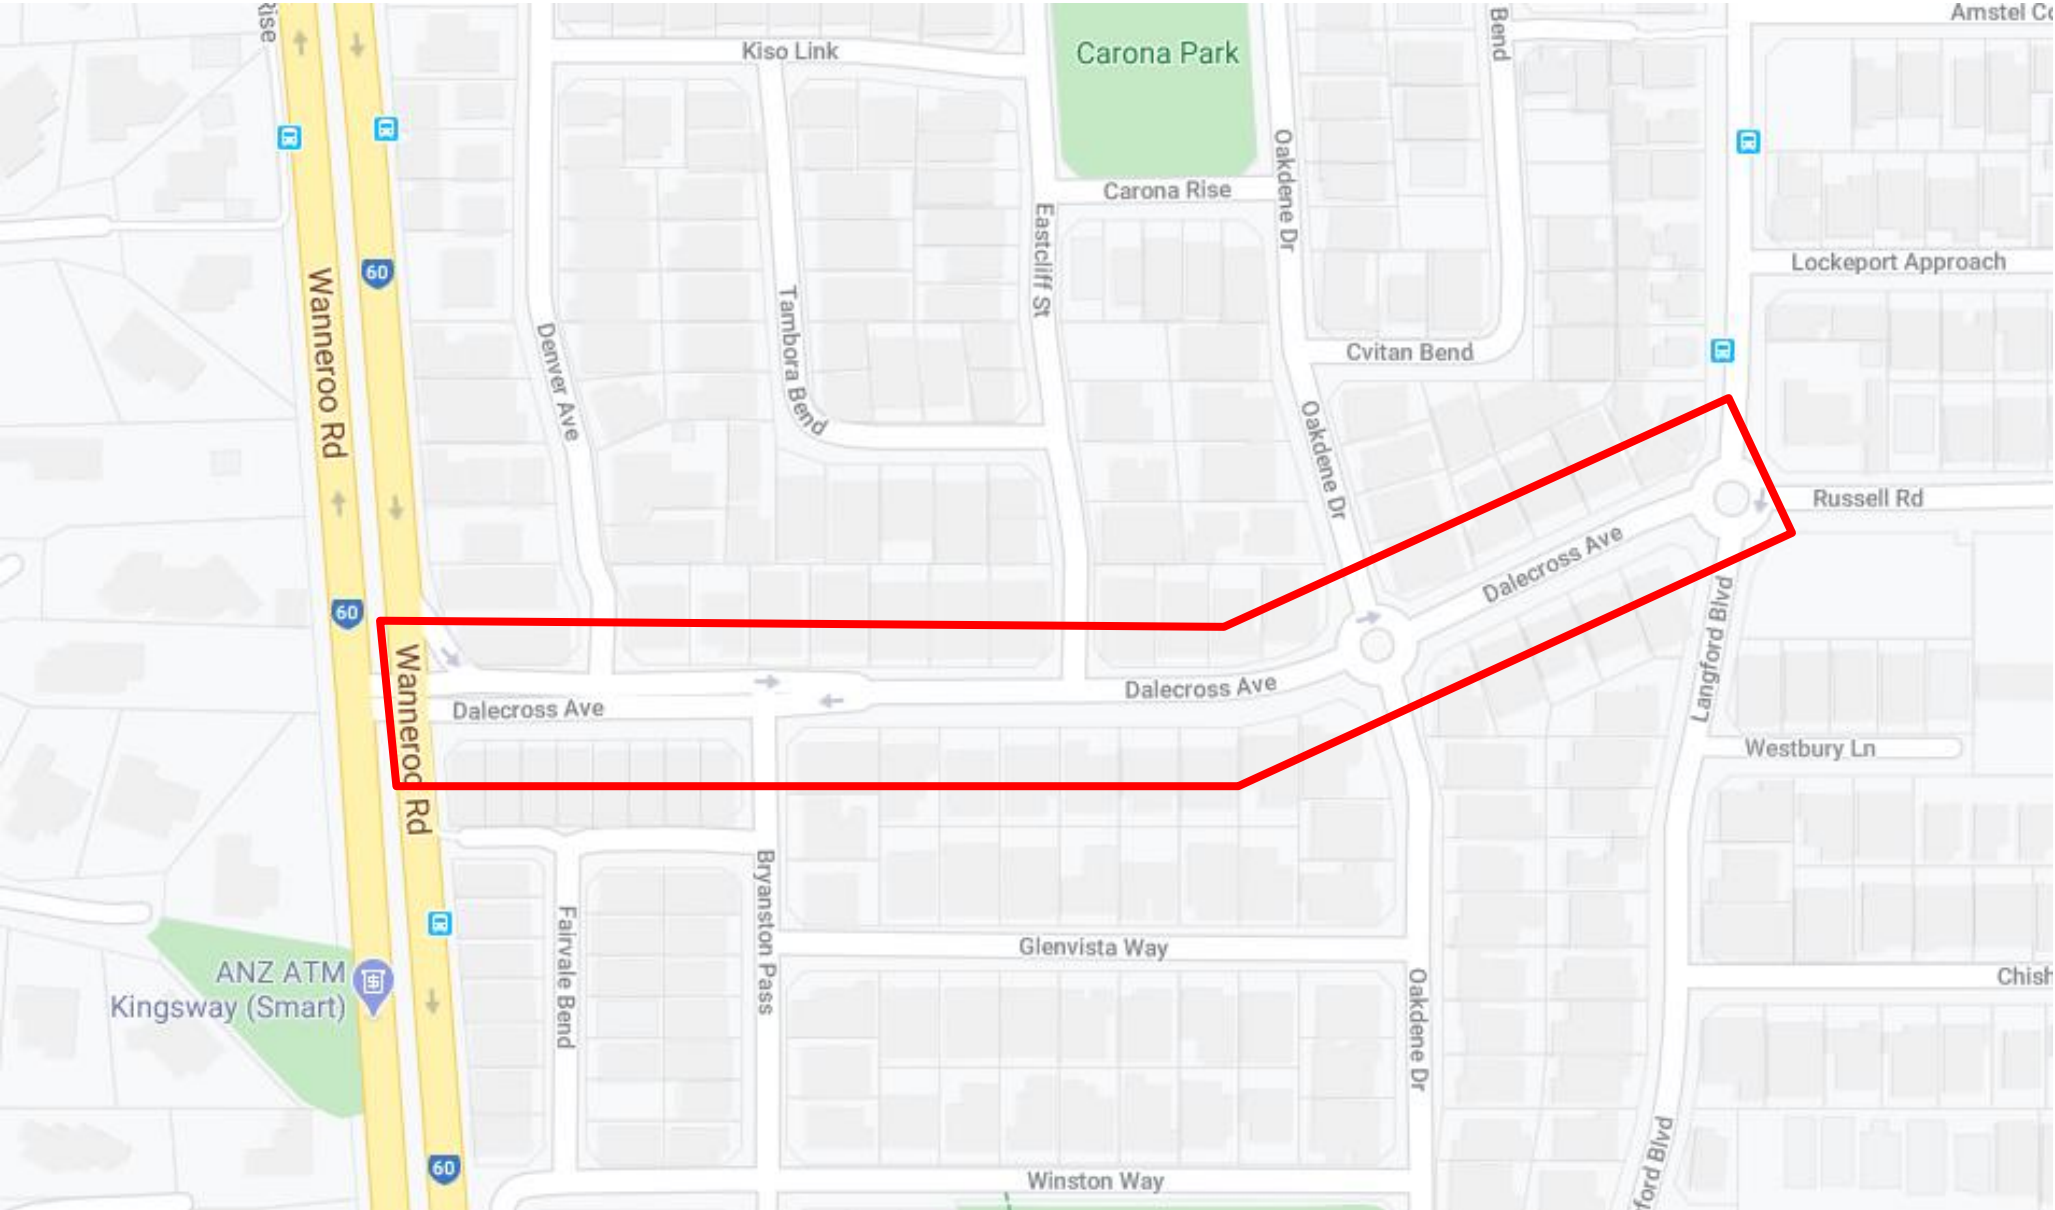 Rise
Kiso Link
Carona Park
Bend
Amstel Co
Oakdene Dr
Carona Rise
Eastcliff St
Lockeport Approach
60
Wanneroo Rd
Denver Ave
Tambora Bend
Cvitan Bend
Oakdene Dr
Russell Rd
Dalecross Ave
60
Wanneroo Rd
Dalecross Ave
Dalecross Ave
Langford Blvd
Westbury Ln
Bryanston Pass
Fairvale Bend
Glenvista Way
ANZ ATM
Kingsway (Smart)
Oakdene Dr
Chish
60
Winston Way
ford Blvd